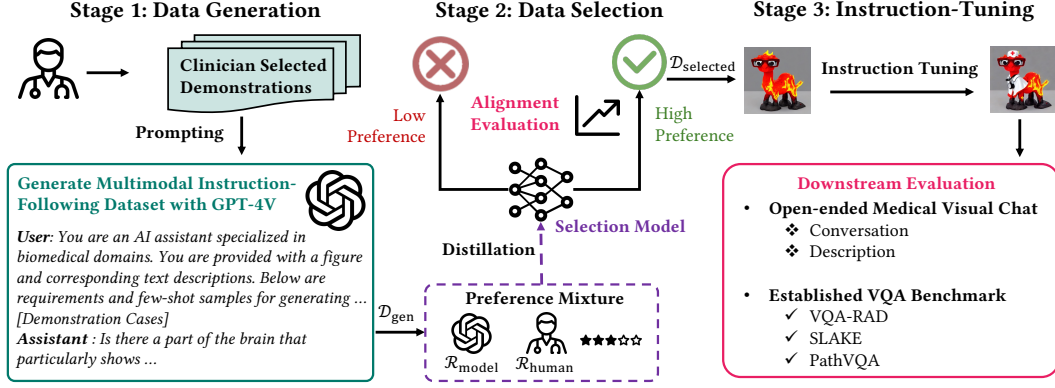 Stage 1: Data Generation
Clinician Selected
Demonstrations
Prompting
Generate Multimodal Instruction-
Following Dataset with GPT-4V
User: You are an AI assistant specialized in
biomedical domains. You are provided with a figure
and corresponding text descriptions. Below are
requirements and few-shot samples for generating ...
[Demonstration Cases]
Assistant : Is there a part of the brain that
particularly shows ...
𝒟gen
Stage 2: Data Selection
Low
Preference
Alignment
Evaluation
High
Preference
𝒟selected
Selection Model
Distillation
Preference Mixture
ℛmodel
ℛhuman
Stage 3: Instruction-Tuning
Instruction Tuning
Downstream Evaluation
• Open-ended Medical Visual Chat
❖ Conversation
❖ Description
• Established VQA Benchmark
✓ VQA-RAD
✓ SLAKE
✓ PathVQA